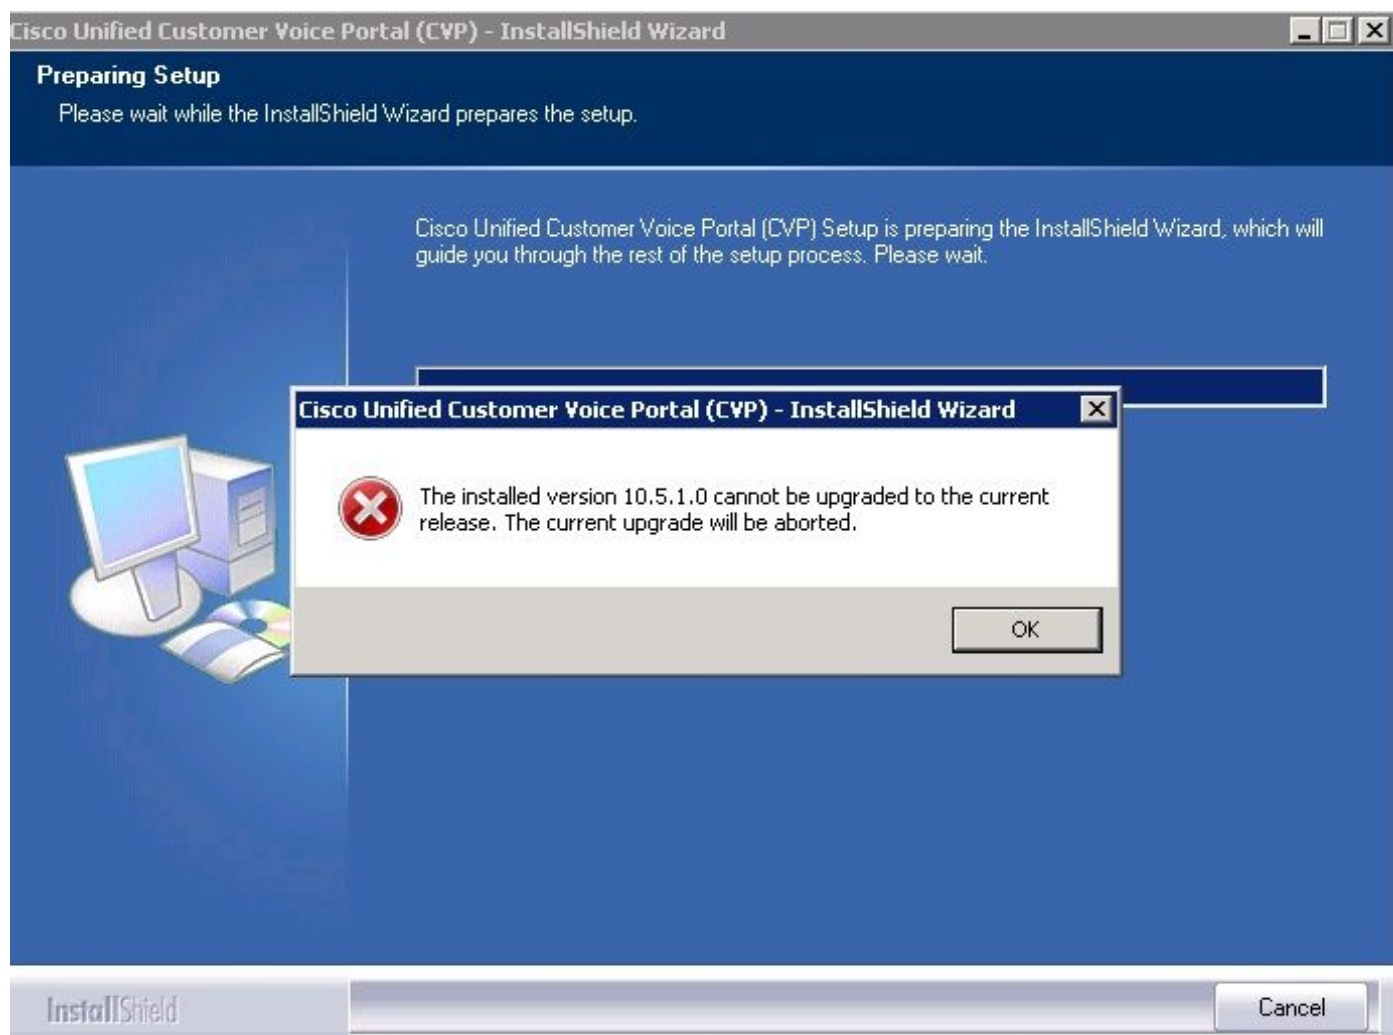 Cisco Unified Customer Voice Portal (CVP) - InstallShield Wizard
Preparing Setup
Please wait while the InstallShield Wizard prepares the setup.
Cisco Unified Customer Voice Portal (CVP) Setup is preparing the InstallShield Wizard, which will
guide you through the rest of the setup process. Please wait.
Cisco Unified Customer Voice Portal (CVP) - InstallShield Wizard
The installed version 10.5.1.0 cannot be upgraded to the current
release. The current upgrade will be aborted.
OK
InstallShield
Cancel